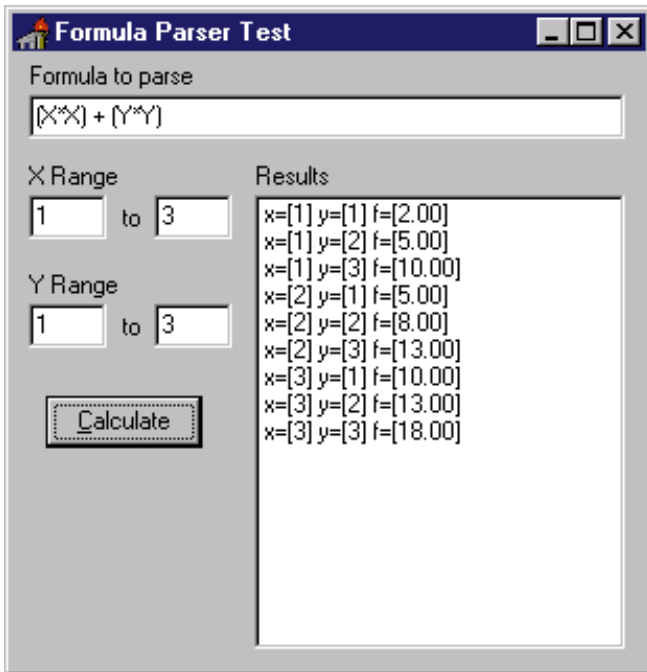 Formula Parser Test
Formula to parse
(X*X) + (Y*Y)
X Range
1 to 3
Y Range
1 to 3
Calculate
Results
x=[1] y=[1] f=[2.00]
x=[1] y=[2] f=[5.00]
x=[1] y=[3] f=[10.00]
x=[2] y=[1] f=[5.00]
x=[2] y=[2] f=[8.00]
x=[2] y=[3] f=[13.00]
x=[3] y=[1] f=[10.00]
x=[3] y=[2] f=[13.00]
x=[3] y=[3] f=[18.00]